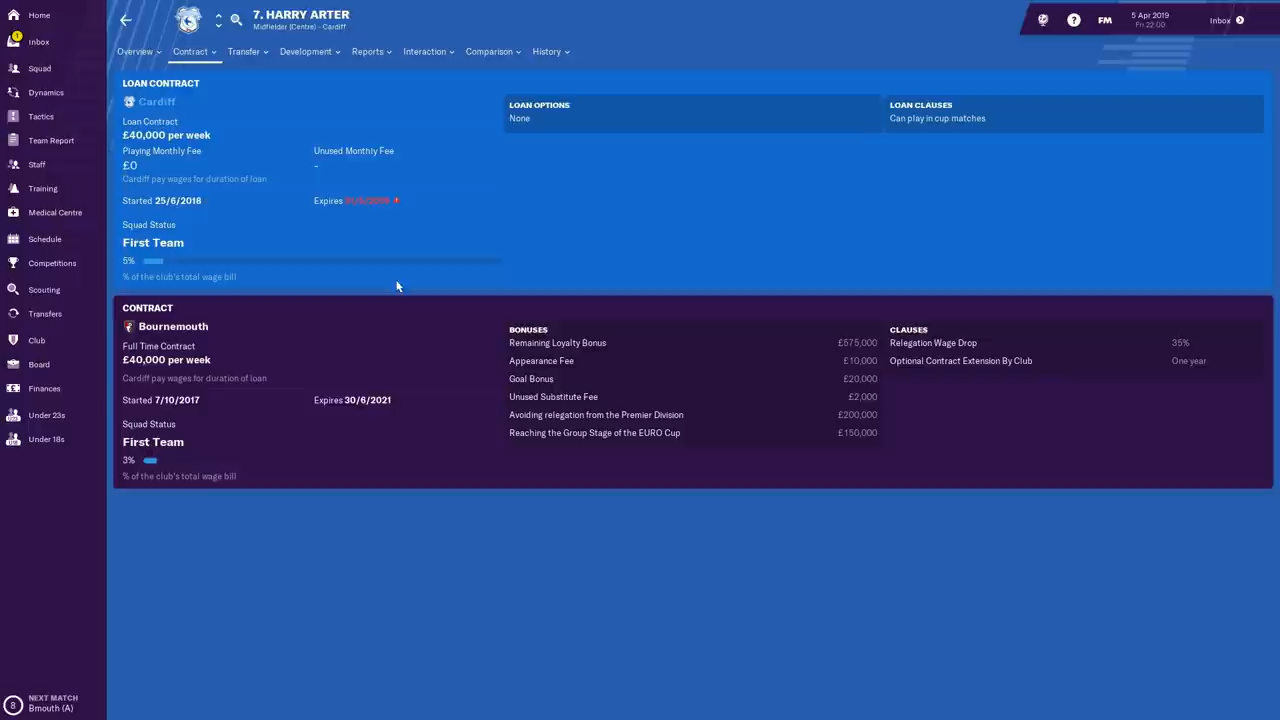 Home
Inbox
Squad
Dynamics
Tactics
Team Report
Staff
Training
Medical Centre
Schedule
Competitions
Scouting
Transfers
Club
Board
Finances
Under 23s
Under 18s
NEXT MATCH
8
Bmouth (A)
7. HARRY ARTER
Midfielder (Centre) - Cardiff
FM
5 Apr 2019
Fri 22:00
Inbox
Overview
Contract
Transfer
Development
Reports
Interaction
Comparison
History
LOAN CONTRACT
Cardiff
Loan Contract
£40,000 per week
Playing Monthly Fee
Unused Monthly Fee
£0
-
Cardiff pay wages for duration of loan
Started 25/6/2018
Expires
Squad Status
First Team
5%
% of the club's total wage bill
LOAN OPTIONS
None
LOAN CLAUSES
Can play in cup matches
CONTRACT
Bournemouth
Full Time Contract
£40,000 per week
Cardiff pay wages for duration of loan
Started 7/10/2017
Expires 30/6/2021
Squad Status
First Team
3%
% of the club's total wage bill
BONUSES
Remaining Loyalty Bonus £575,000
Appearance Fee £10,000
Goal Bonus £20,000
Unused Substitute Fee £2,000
Avoiding relegation from the Premier Division £200,000
Reaching the Group Stage of the EURO Cup £150,000
CLAUSES
Relegation Wage Drop 35%
Optional Contract Extension By Club One year